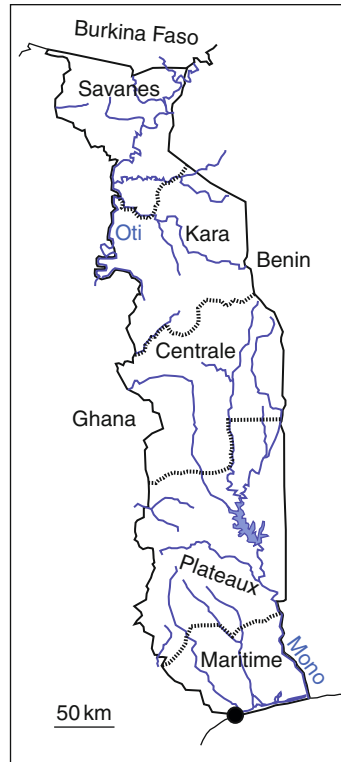 Burkina Faso
Savanes
Oti
Kara
Benin
Centrale
Ghana
Plateaux
Mono
Maritime
50 km